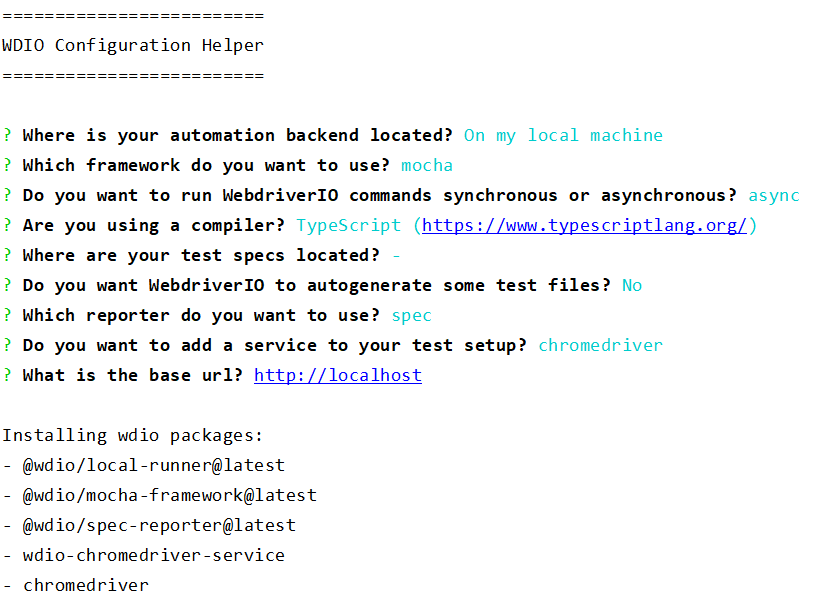 =========================
WDIO Configuration Helper
=========================
? Where is your automation backend located? On my local machine
? Which framework do you want to use? mocha
? Do you want to run WebdriverIO commands synchronous or asynchronous? async
? Are you using a compiler? TypeScript (https://www.typescriptlang.org/)
? Where are your test specs located? -
? Do you want WebdriverIO to autogenerate some test files? No
? Which reporter do you want to use? spec
? Do you want to add a service to your test setup? chromedriver
? What is the base url? http://localhost
Installing wdio packages:
- @wdio/local-runner@latest
- @wdio/mocha-framework@latest
- @wdio/spec-reporter@latest
- wdio-chromedriver-service
- chromedriver